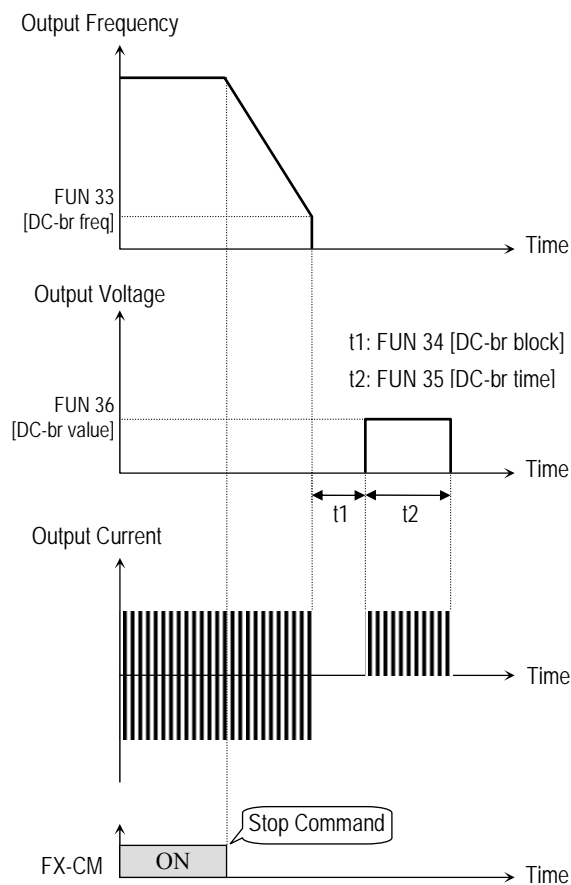 Output Frequency
FUN 33
[DC-br freq]
Time
Output Voltage
t1: FUN 34 [DC-br block]
t2: FUN 35 [DC-br time]
FUN 36
[DC-br value]
Time
t1
t2
Output Current
Time
Stop Command
FX-CM
ON
Time